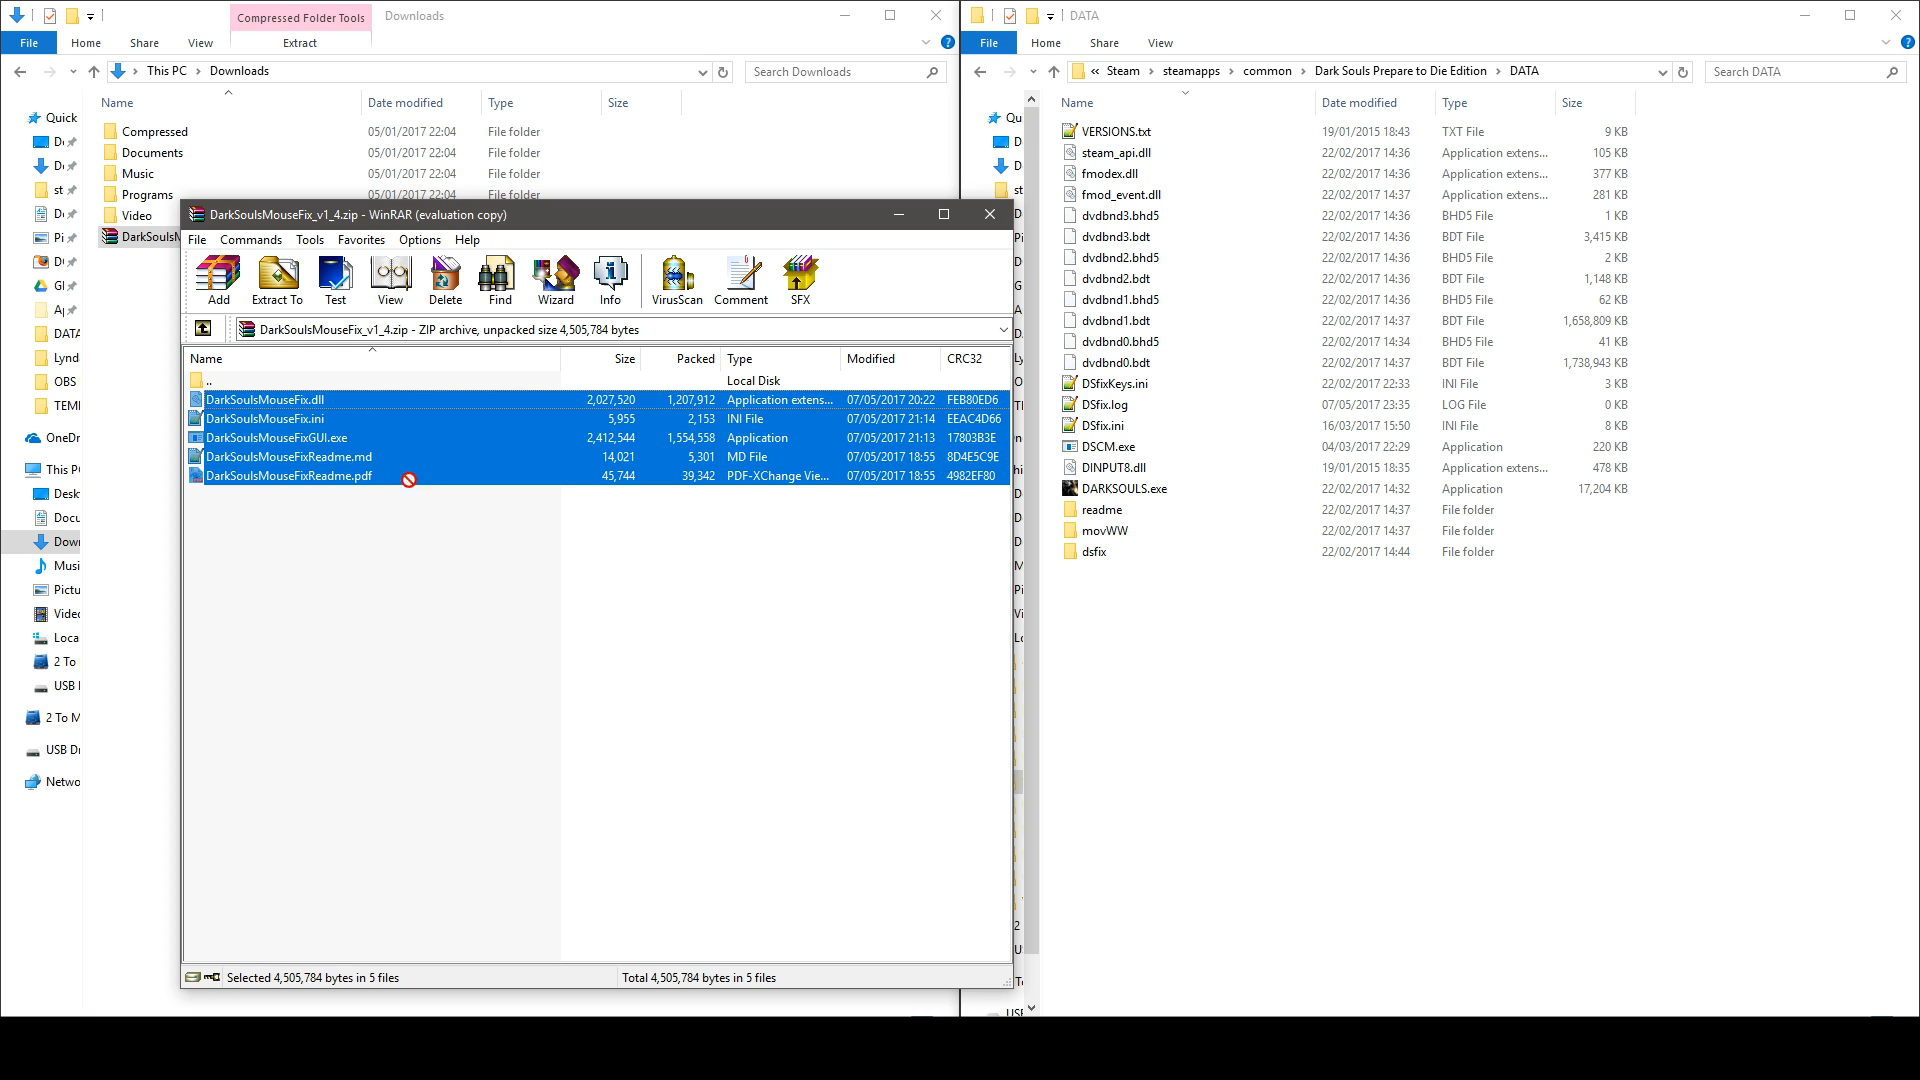 Compressed Folder Tools
Downloads
File
Home
Share
View
Extract
This PC
Downloads
Search Downloads
Name
Date modified
Type
Size
Compressed
05/01/2017 22:04
File folder
Documents
05/01/2017 22:04
File folder
Music
05/01/2017 22:04
File folder
Programs
05/01/2017 22:04
File folder
Video
DarkSoulsM
Quick
st
DATA
Lynda
OBS
OneDr
This PC
Desk
Docu
Down
Musi
Pictu
Video
Loca
2 To
USB
2 To M
USB Dr
Netwo
DarkSoulsMouseFix_v1_4.zip - WinRAR (evaluation copy)
File
Commands
Tools
Favorites
Options
Help
Add
Extract To
Test
View
Delete
Find
Wizard
Info
VirusScan
Comment
SFX
DarkSoulsMouseFix_v1_4.zip - ZIP archive, unpacked size 4,505,784 bytes
Name
Size
Packed
Type
Modified
CRC32
..
Local Disk
DarkSoulsMouseFix.dll
2,027,520
1,207,912
Application extens...
07/05/2017 20:22
FEB80ED6
DarkSoulsMouseFix.ini
5,955
2,153
INI File
07/05/2017 21:14
EEAC4D66
DarkSoulsMouseFixGUI.exe
2,412,544
1,554,558
Application
07/05/2017 21:13
17803B3E
DarkSoulsMouseFixReadme.md
14,021
5,301
MD File
07/05/2017 18:55
8D4E5C9E
DarkSoulsMouseFixReadme.pdf
45,744
39,342
PDF-XChange Vie...
07/05/2017 18:55
4982EF80
Selected 4,505,784 bytes in 5 files
Total 4,505,784 bytes in 5 files
DATA
File
Home
Share
View
« Steam
steamapps
common
Dark Souls Prepare to Die Edition
DATA
Search DATA
Name
Date modified
Type
Size
VERSIONS.txt
19/01/2015 18:43
TXT File
9 KB
steam_api.dll
22/02/2017 14:36
Application extens...
105 KB
fmodex.dll
22/02/2017 14:36
Application extens...
377 KB
fmod_event.dll
22/02/2017 14:37
Application extens...
281 KB
dvdbnd3.bhd5
22/02/2017 14:36
BHD5 File
1 KB
dvdbnd3.bdt
22/02/2017 14:36
BDT File
3,415 KB
dvdbnd2.bhd5
22/02/2017 14:36
BHD5 File
2 KB
dvdbnd2.bdt
22/02/2017 14:36
BDT File
1,148 KB
dvdbnd1.bhd5
22/02/2017 14:36
BHD5 File
62 KB
dvdbnd1.bdt
22/02/2017 14:37
BDT File
1,658,809 KB
dvdbnd0.bhd5
22/02/2017 14:34
BHD5 File
41 KB
dvdbnd0.bdt
22/02/2017 14:37
BDT File
1,738,943 KB
DSfixKeys.ini
22/02/2017 22:33
INI File
3 KB
DSfix.log
07/05/2017 23:35
LOG File
0 KB
DSfix.ini
16/03/2017 15:50
INI File
8 KB
DSCM.exe
04/03/2017 22:29
Application
220 KB
DINPUT8.dll
19/01/2015 18:35
Application extens...
478 KB
DARKSOULS.exe
22/02/2017 14:32
Application
17,204 KB
readme
22/02/2017 14:37
File folder
movWW
22/02/2017 14:37
File folder
dsfix
22/02/2017 14:44
File folder